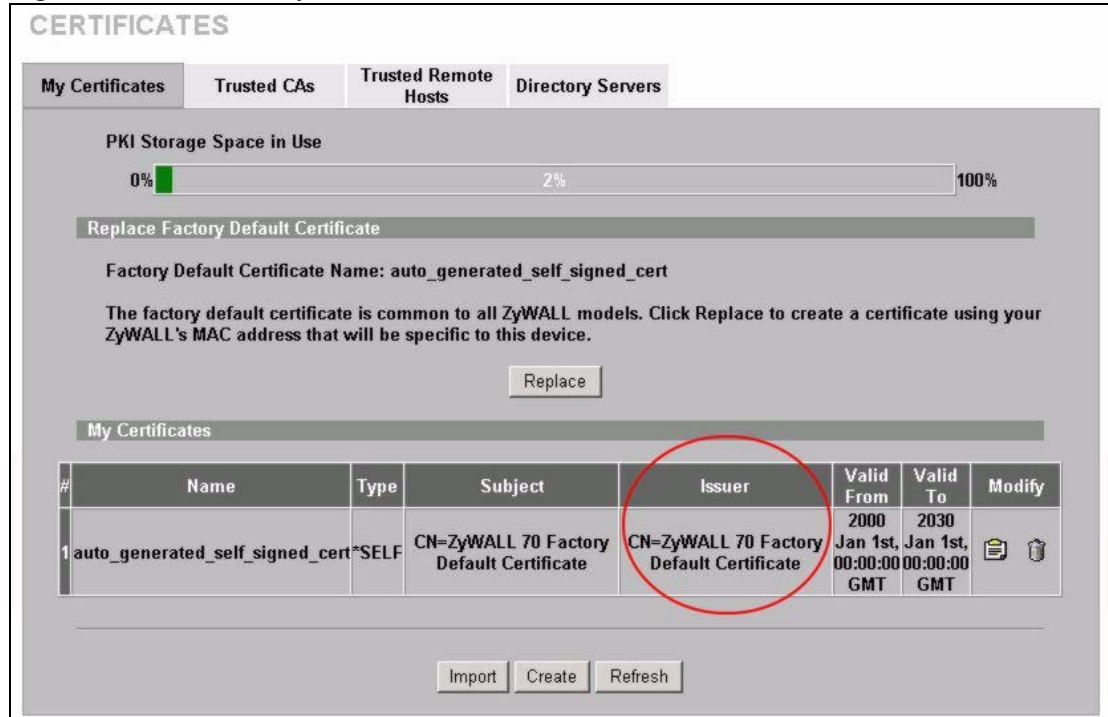 CERTIFICATES
My Certificates
Trusted CAs
Trusted Remote
Hosts
Directory Servers
PKI Storage Space in Use
0%
2%
100%
Replace Factory Default Certificate
Factory Default Certificate Name: auto_generated_self_signed_cert
The factory default certificate is common to all ZyWALL models. Click Replace to create a certificate using your
ZyWALL's MAC address that will be specific to this device.
Replace
My Certificates
# Name Type Subject Issuer Valid From Valid To Modify
1 auto_generated_self_signed_cert *SELF CN=ZyWALL 70 Factory Default Certificate CN=ZyWALL 70 Factory Default Certificate 2000 Jan 1st, 00:00:00 GMT 2030 Jan 1st, 00:00:00 GMT
Import Create Refresh